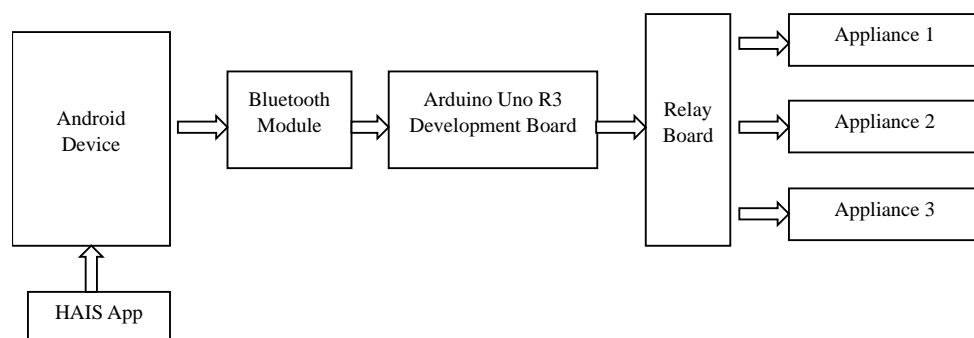 Android
Device
HAIS App
Bluetooth
Module
Arduino Uno R3
Development Board
Relay
Board
Appliance 1
Appliance 2
Appliance 3